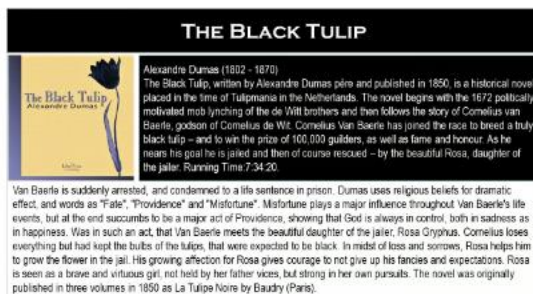 THE BLACK TULIP
The Black Tulip
Alexandre Dumas
Alexandre Dumas (1802 - 1870)
The Black Tulip, written by Alexandre Dumas père and published in 1850, is a historical novel
placed in the time of Tulipmania in the Netherlands. The novel begins with the 1672 politically
motivated mob lynching of the de Witt brothers and then follows the story of Cornelius van
Baerle, godson of Cornelius de Wit. Cornelius Van Baerle has joined the race to breed a truly
black tulip – and to win the prize of 100,000 guilders, as well as fame and honour. As he
nears his goal he is jailed and then of course rescued – by the beautiful Rosa, daughter of
the jailer. Running Time:7:34:20.
Van Baerle is suddenly arrested, and condemned to a life sentence in prison. Dumas uses religious beliefs for dramatic
effect, and words as "Fate", "Providence" and "Misfortune". Misfortune plays a major influence throughout Van Baerle's life
events, but at the end succumbs to be a major act of Providence, showing that God is always in control, both in sadness as
in happiness. Was in such an act, that Van Baerle meets the beautiful daughter of the jailer, Rosa Gryphus. Cornelius loses
everything but had kept the bulbs of the tulips, that were expected to be black. In midst of loss and sorrows, Rosa helps him
to grow the flower in the jail. His growing affection for Rosa gives courage to not give up his fancies and expectations. Rosa
is seen as a brave and virtuous girl, not held by her father vices, but strong in her own pursuits. The novel was originally
published in three volumes in 1850 as La Tulipe Noire by Baudry (Paris).